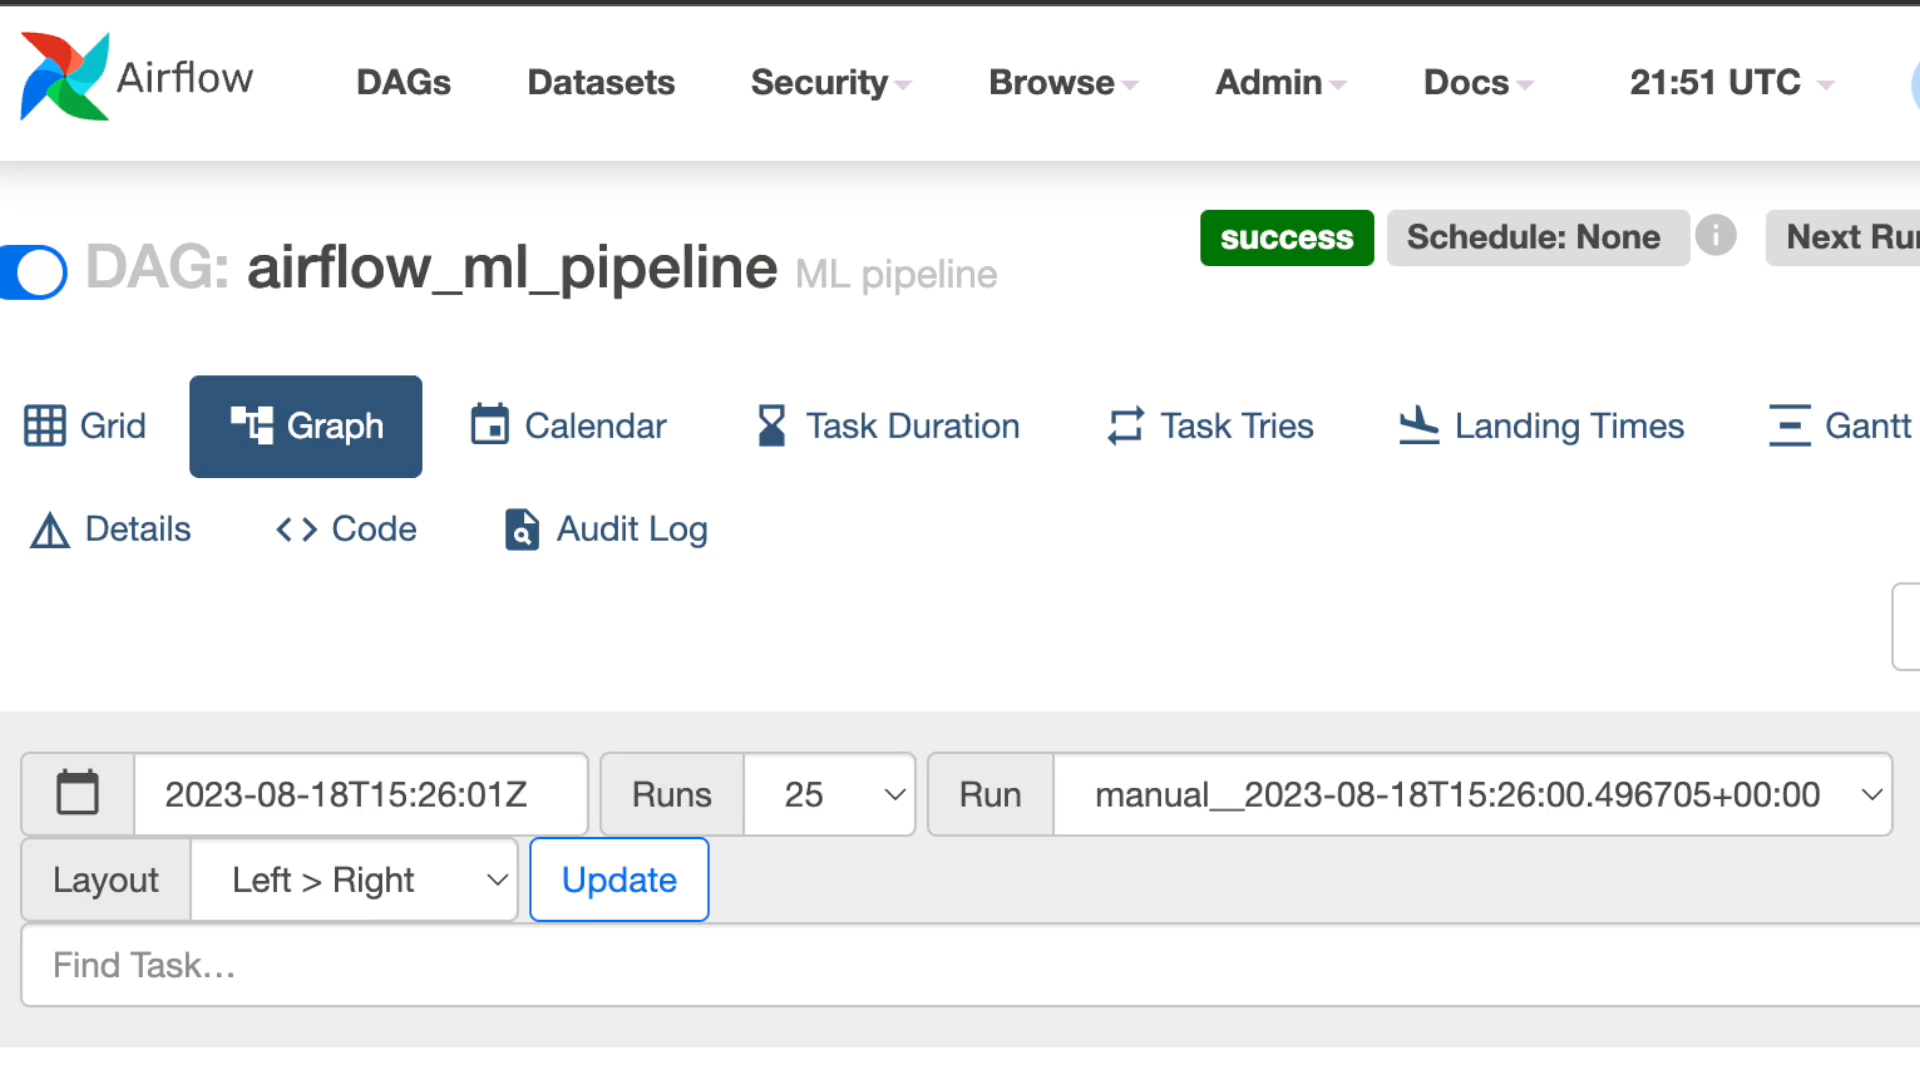 Airflow DAGs Datasets Security Browse Admin Docs 21:51 UTC
DAG: airflow_ml_pipeline ML pipeline success Schedule: None i Next
Grid Graph Calendar Task Duration Task Tries Landing Times Gantt
Details Code Audit Log
2023-08-18T15:26:01Z Runs 25 Run manual__2023-08-18T15:26:00.496705+00:00
Layout Left > Right Update
Find Task…